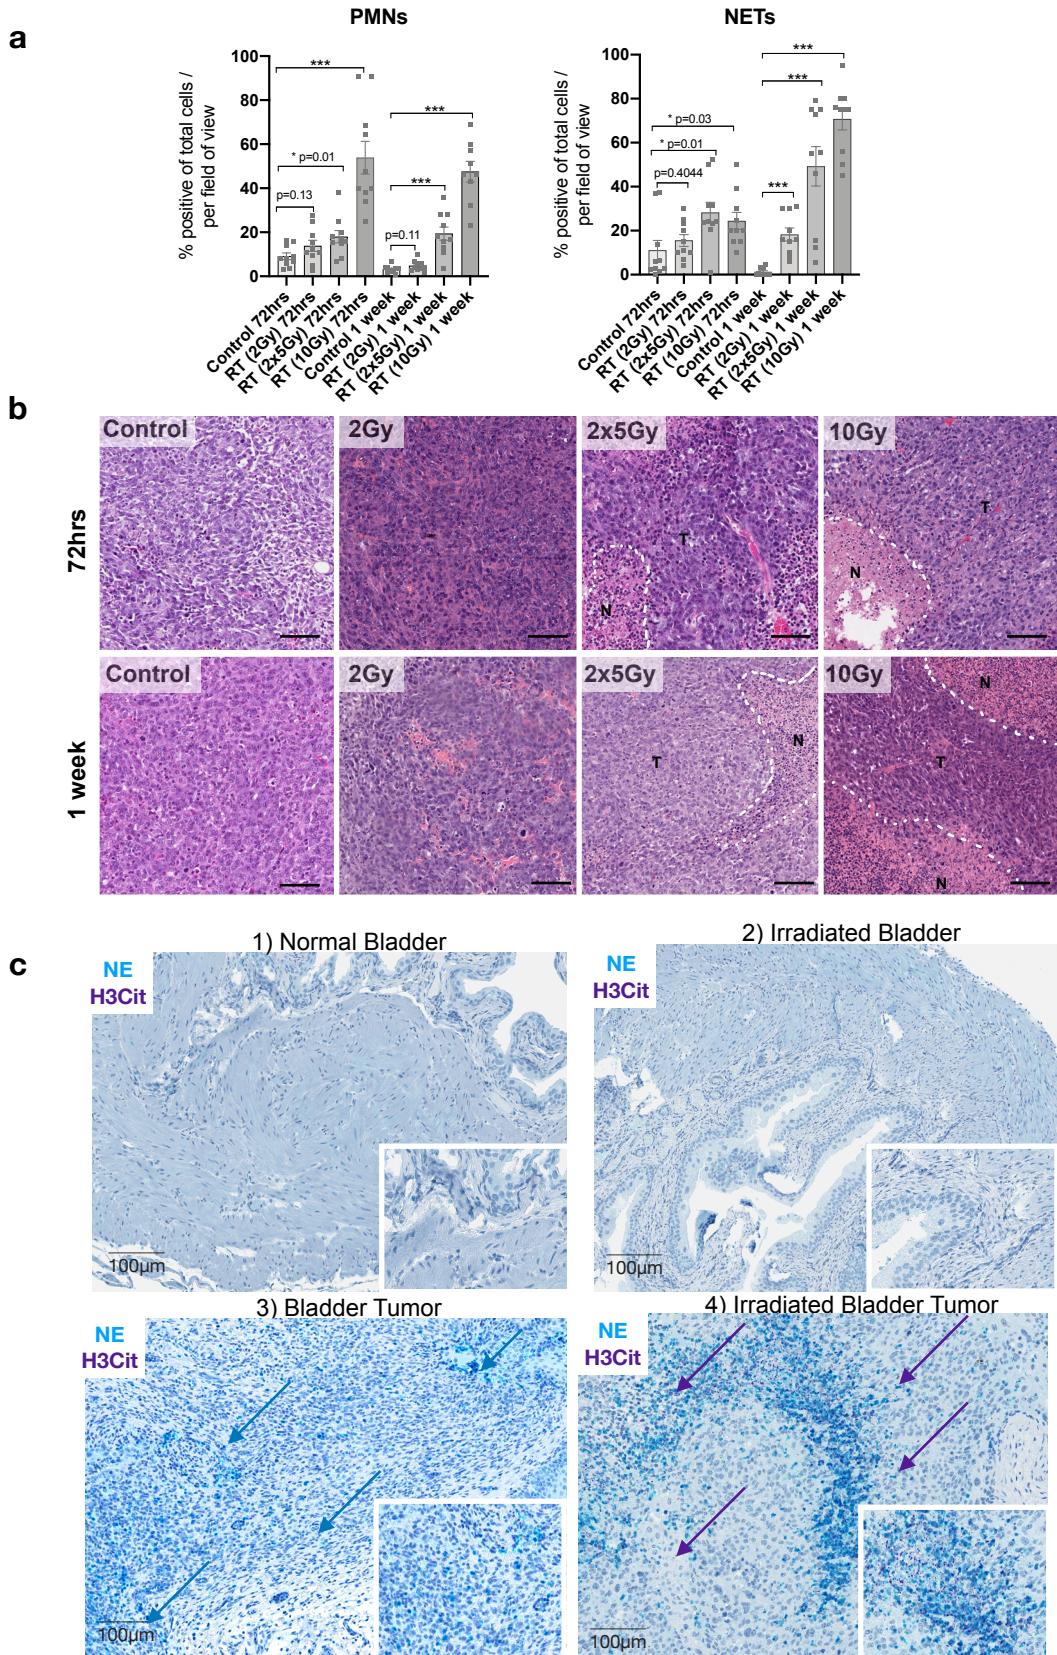 a
PMNs
% positive of total cells /
per field of view
100
80
60
40
20
0
***
* p=0.01
p=0.13
***
***
p=0.11
Control 72hrs
RT (2Gy) 72hrs
RT (2x5Gy) 72hrs
RT (10Gy) 72hrs
Control 1 week
RT (2Gy) 1 week
RT (2x5Gy) 1 week
RT (10Gy) 1 week
NETs
% positive of total cells /
per field of view
100
80
60
40
20
0
***
***
* p=0.03
* p=0.01
p=0.4044
***
Control 72hrs
RT (2Gy) 72hrs
RT (2x5Gy) 72hrs
RT (10Gy) 72hrs
Control 1 week
RT (2Gy) 1 week
RT (2x5Gy) 1 week
RT (10Gy) 1 week
b
72hrs
Control
2Gy
2x5Gy
T
N
10Gy
T
N
1 week
Control
2Gy
2x5Gy
T
N
10Gy
N
T
N
c
1) Normal Bladder
NE
H3Cit
100µm
2) Irradiated Bladder
NE
H3Cit
100µm
3) Bladder Tumor
NE
H3Cit
100µm
4) Irradiated Bladder Tumor
NE
H3Cit
100µm